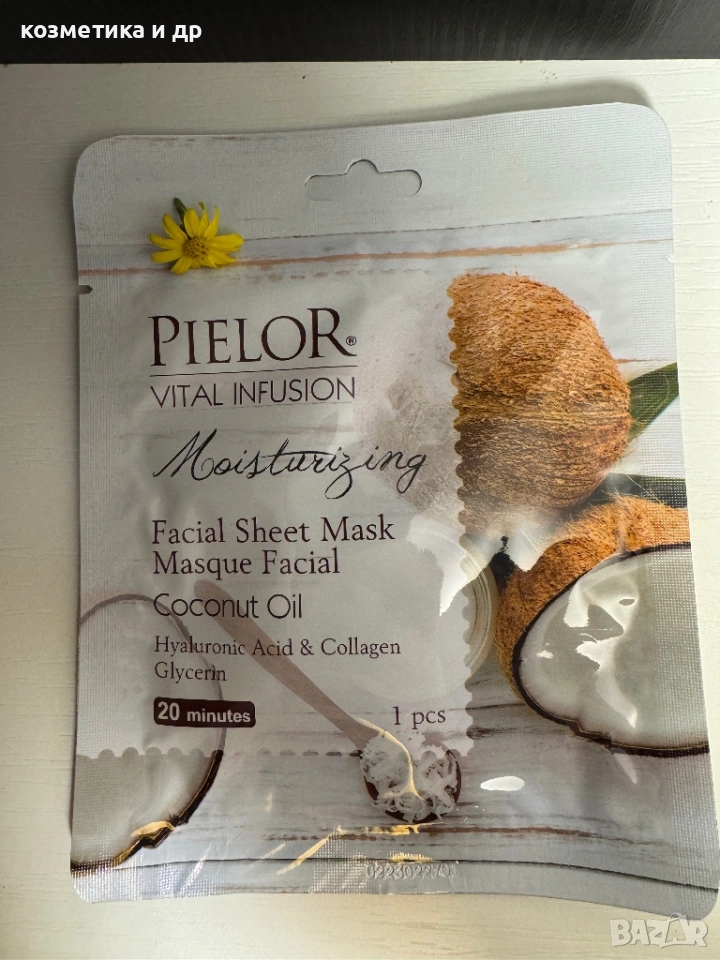 козметика и др
PIELOR®
VITAL INFUSION
Moisturizing
Facial Sheet Mask
Masque Facial
Coconut Oil
Hyaluronic Acid & Collagen
Glycerin
20 minutes
1 pcs
BAZAR